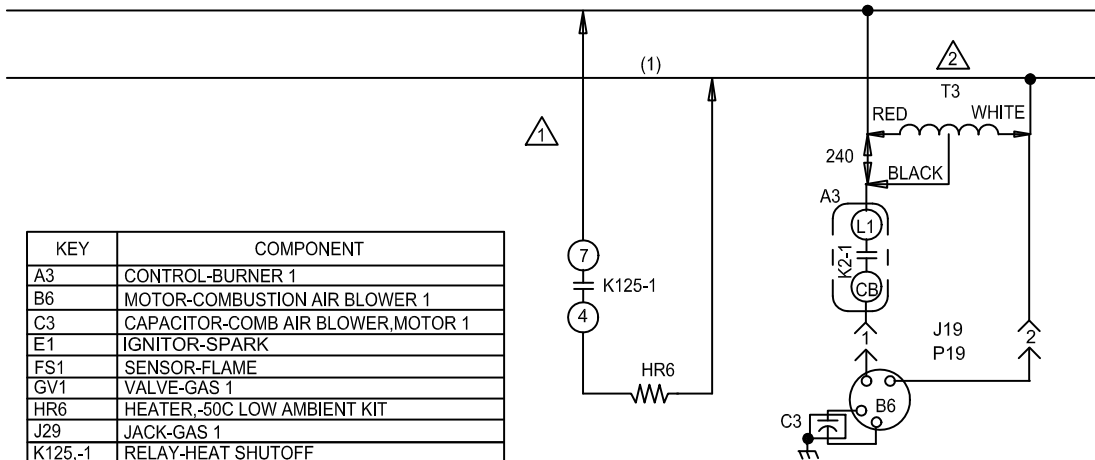 (1)
2
T3
RED WHITE
1
240
BLACK
A3
L1
K2-1
CB
7
K125-1
4
HR6
1
J19
P19
2
B6
C3
KEY COMPONENT
A3 CONTROL-BURNER 1
B6 MOTOR-COMBUSTION AIR BLOWER 1
C3 CAPACITOR-COMB AIR BLOWER,MOTOR 1
E1 IGNITOR-SPARK
FS1 SENSOR-FLAME
GV1 VALVE-GAS 1
HR6 HEATER,-50C LOW AMBIENT KIT
J29 JACK-GAS 1
K125,-1 RELAY-HEAT SHUTOFF